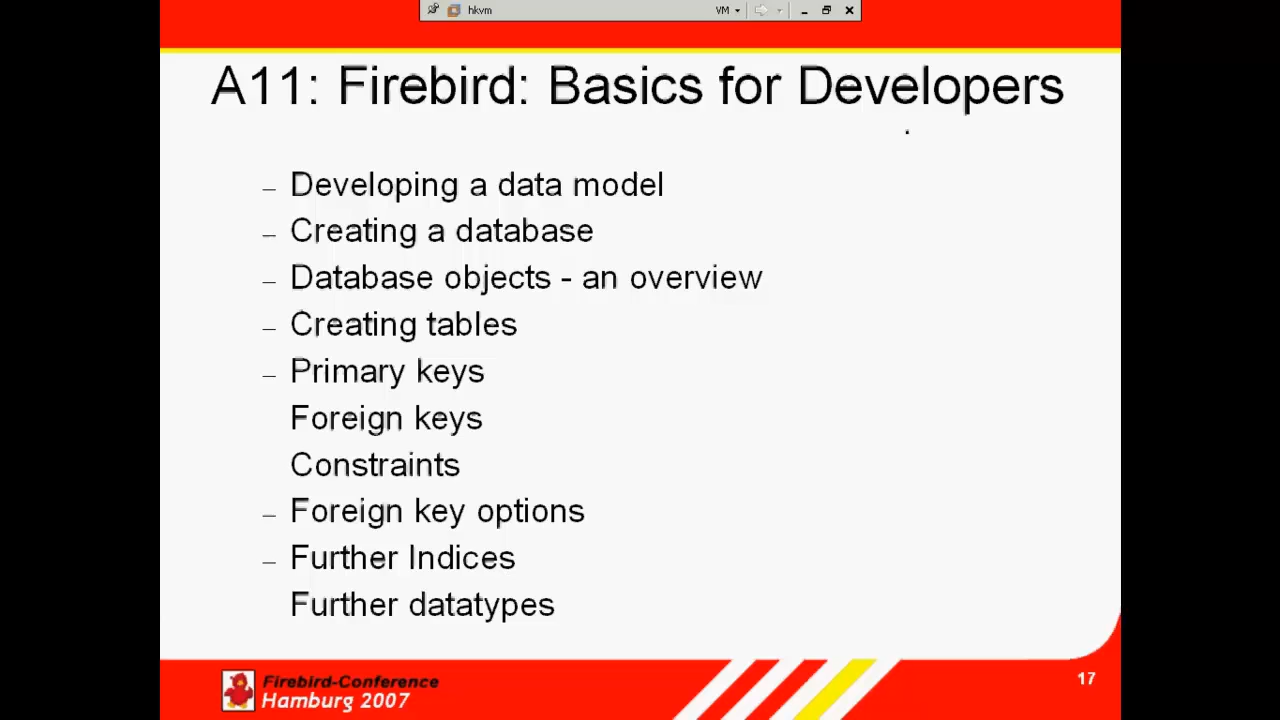 hkvm
VM
A11: Firebird: Basics for Developers
– Developing a data model
– Creating a database
– Database objects - an overview
– Creating tables
– Primary keys
Foreign keys
Constraints
– Foreign key options
– Further Indices
Further datatypes
Firebird-Conference
Hamburg 2007
17